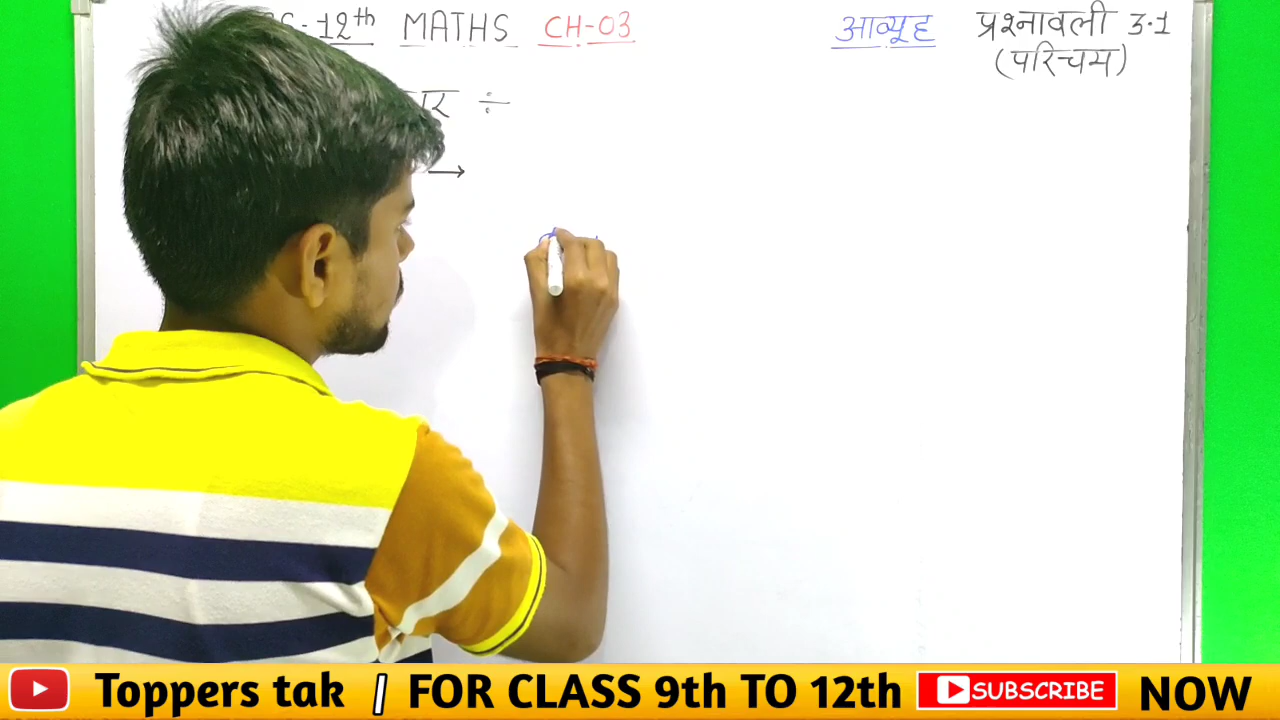 12th MATHS CH-03 आव्यूह प्रश्नावली 3.1
(परिचय)
÷
→
Toppers tak | FOR CLASS 9th TO 12th SUBSCRIBE NOW